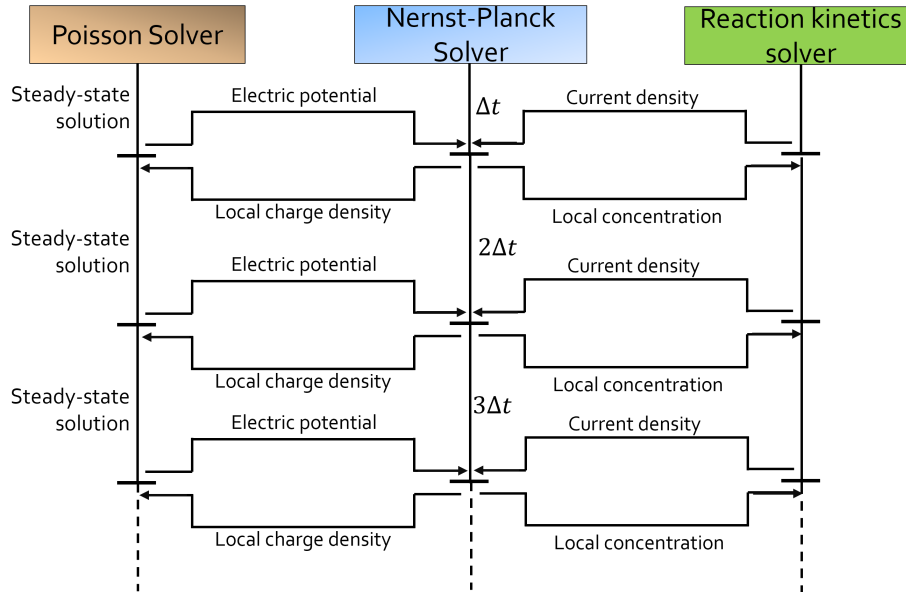 Poisson Solver
Nernst-Planck
Solver
Reaction kinetics
solver
Steady-state
solution
Electric potential
Δt
Current density
Local charge density
Local concentration
Steady-state
solution
Electric potential
2Δt
Current density
Local charge density
Local concentration
Steady-state
solution
Electric potential
3Δt
Current density
Local charge density
Local concentration